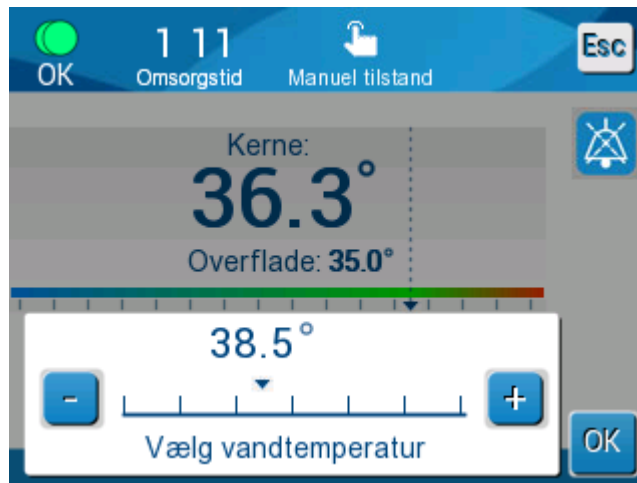 OK
1 11
Omsorgstid
Manuel tilstand
Esc
Kerne:
36.3°
Overflade: 35.0°
38.5°
-
+
Vælg vandtemperatur
OK